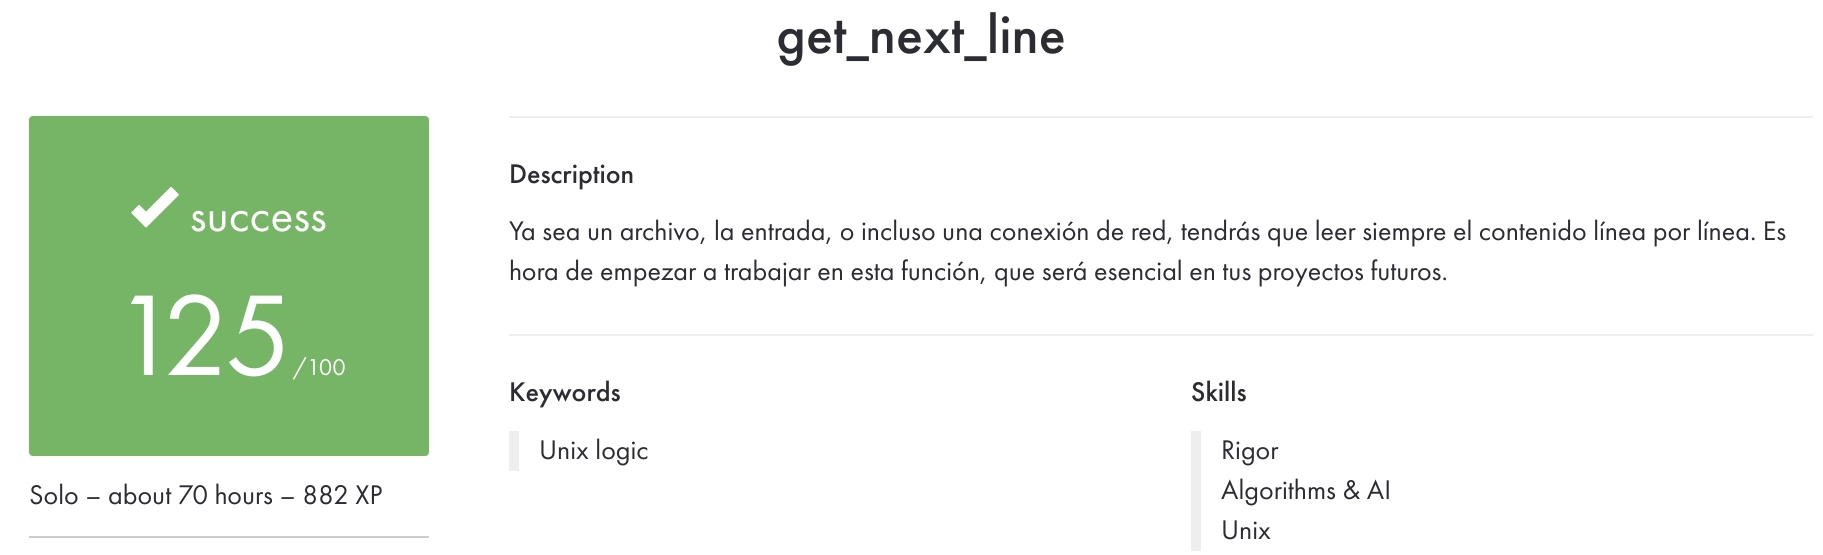 get_next_line
success
125 /100
Solo – about 70 hours – 882 XP
Description
Ya sea un archivo, la entrada, o incluso una conexión de red, tendrás que leer siempre el contenido línea por línea. Es
hora de empezar a trabajar en esta función, que será esencial en tus proyectos futuros.
Keywords
Unix logic
Skills
Rigor
Algorithms & AI
Unix